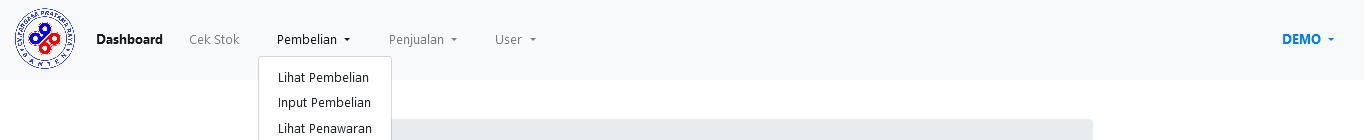 Dashboard
Cek Stok
Pembelian
Penjualan
User
DEMO
Lihat Pembelian
Input Pembelian
Lihat Penawaran